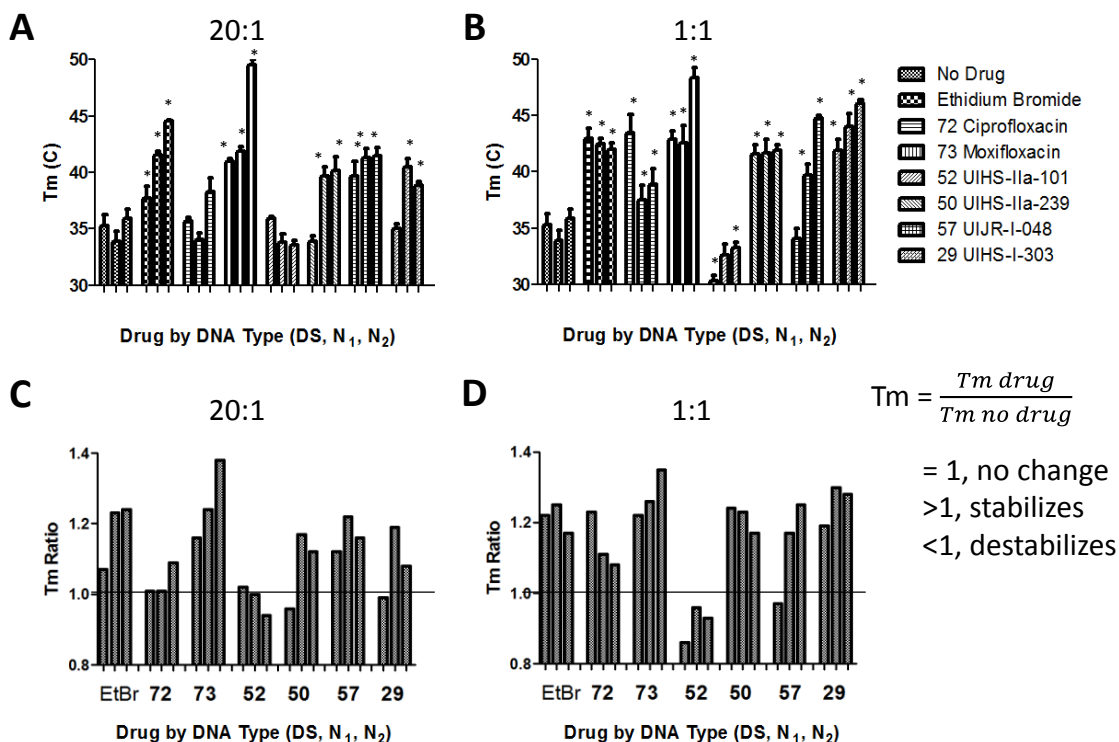 A
20:1
50
45
40
35
30
Tm (C)
* * * * * * * * * * * * * *
Drug by DNA Type (DS, N1, N2)
B
1:1
50
45
40
35
30
Tm (C)
* * * * * * * * * * * * * * * * * * *
Drug by DNA Type (DS, N1, N2)
No Drug
Ethidium Bromide
72 Ciprofloxacin
73 Moxifloxacin
52 UIHS-IIa-101
50 UIHS-IIa-239
57 UIJR-I-048
29 UIHS-I-303
C
20:1
1.4
1.2
1.0
0.8
Tm Ratio
EtBr 72 73 52 50 57 29
Drug by DNA Type (DS, N1, N2)
D
1:1
1.4
1.2
1.0
0.8
Tm Ratio
EtBr 72 73 52 50 57 29
Drug by DNA Type (DS, N1, N2)
Tm = Tm drug
Tm no drug
= 1, no change
>1, stabilizes
<1, destabilizes